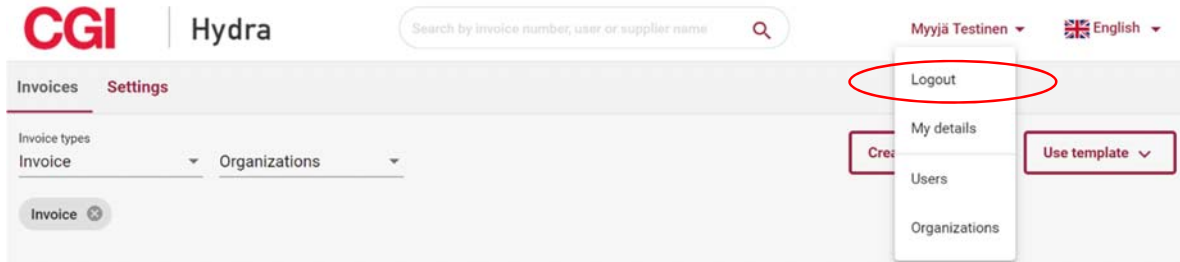 CGI Hydra Search by invoice number, user or supplier name Myyjä Testinen English
Logout
Invoices Settings
My details
Invoice types
Invoice Organizations
Crea Use template
Users
Invoice
Organizations